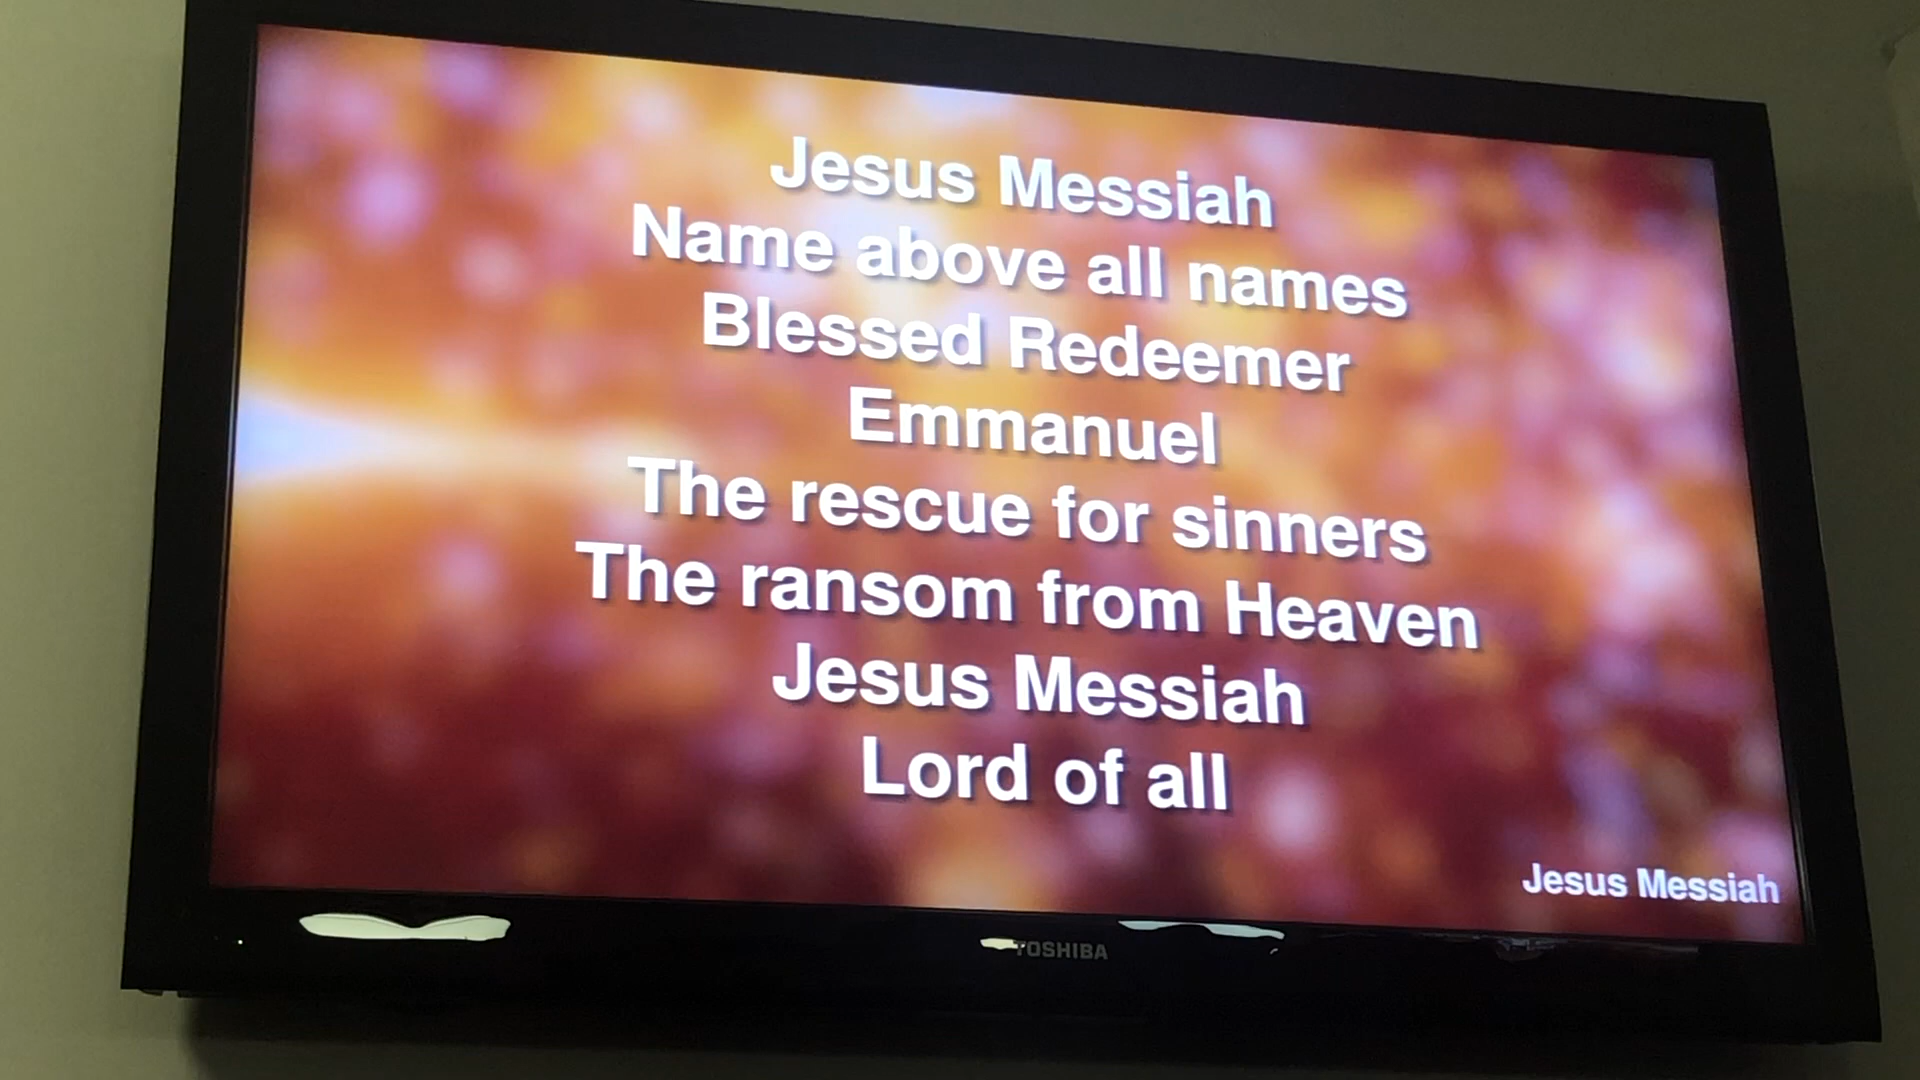 Jesus Messiah
Name above all names
Blessed Redeemer
Emmanuel
The rescue for sinners
The ransom from Heaven
Jesus Messiah
Lord of all
Jesus Messiah
TOSHIBA